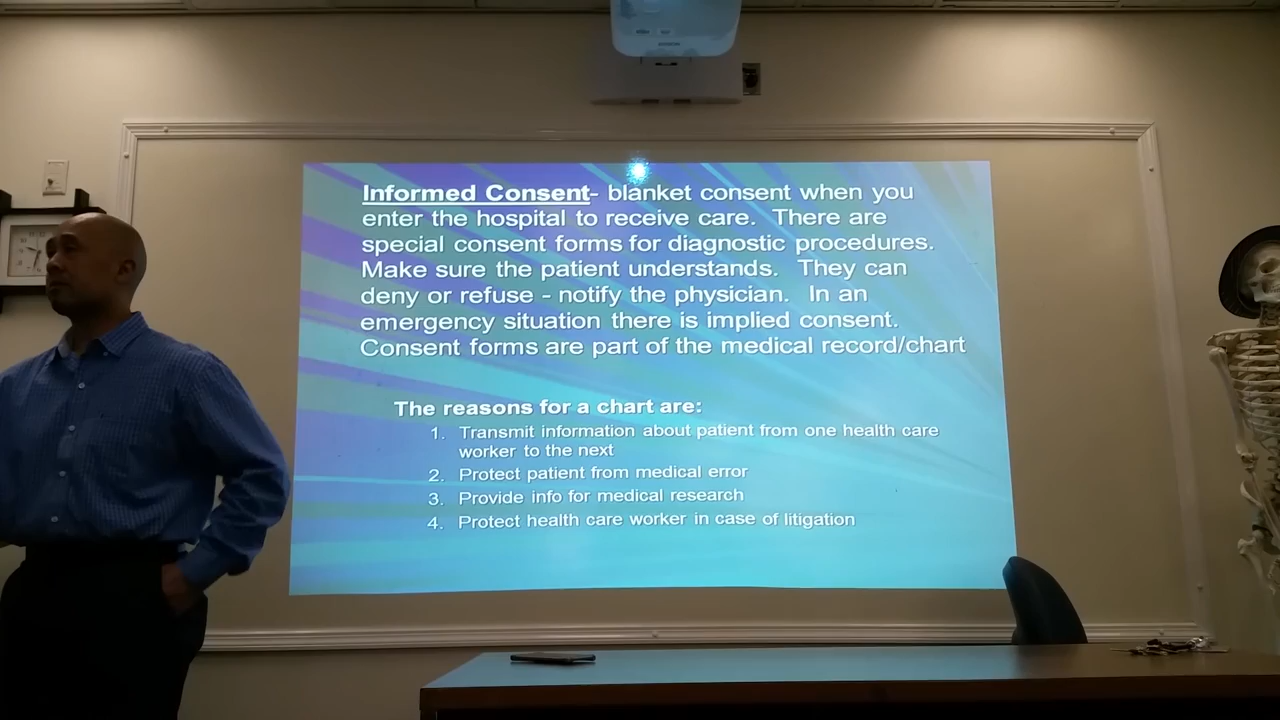 Informed Consent- blanket consent when you
enter the hospital to receive care. There are
special consent forms for diagnostic procedures.
Make sure the patient understands. They can
deny or refuse - notify the physician. In an
emergency situation there is implied consent.
Consent forms are part of the medical record/chart
The reasons for a chart are:
1. Transmit information about patient from one health care
worker to the next
2. Protect patient from medical error
3. Provide info for medical research
4. Protect health care worker in case of litigation